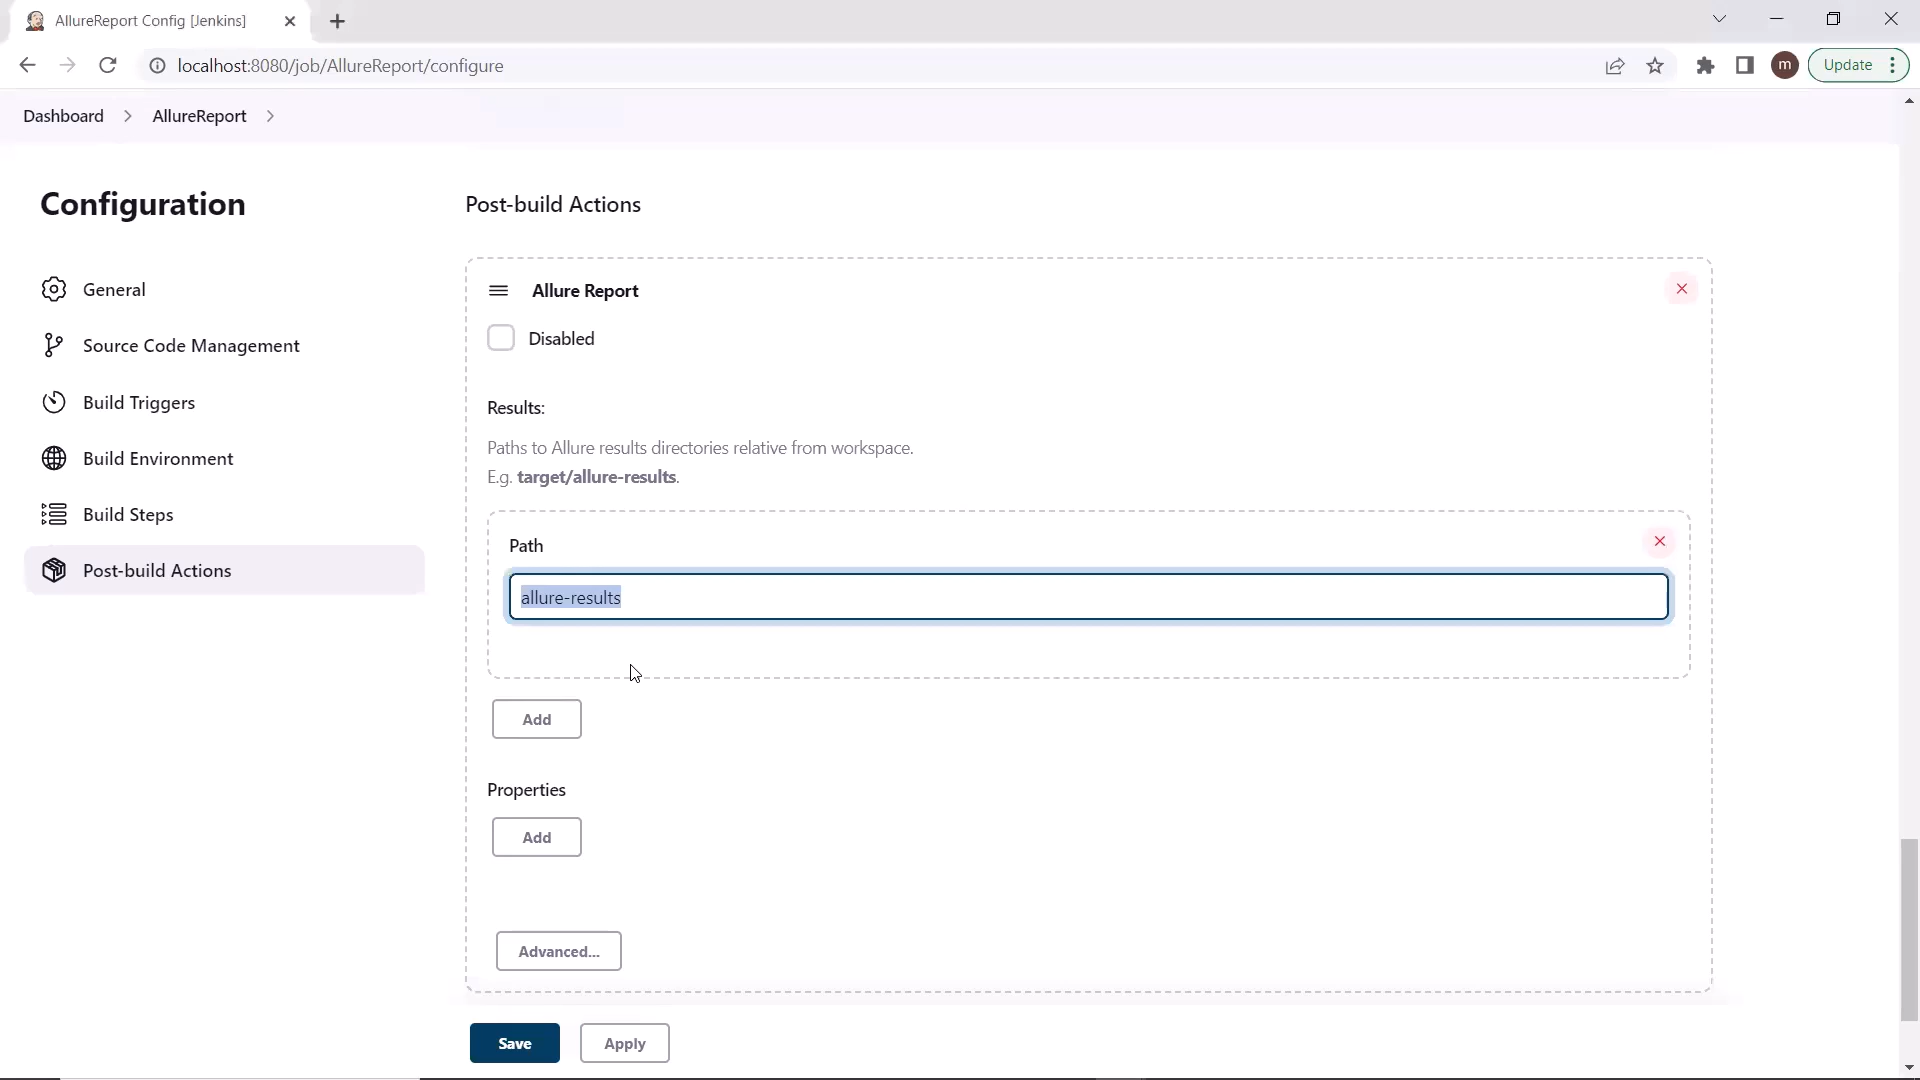 AllureReport Config [Jenkins]
localhost:8080/job/AllureReport/configure
m
Update
Dashboard
AllureReport
Configuration
General
Source Code Management
Build Triggers
Build Environment
Build Steps
Post-build Actions
Post-build Actions
Allure Report
Disabled
Results:
Paths to Allure results directories relative from workspace.
E.g. target/allure-results.
Path
allure-results
Add
Properties
Add
Advanced...
Save
Apply